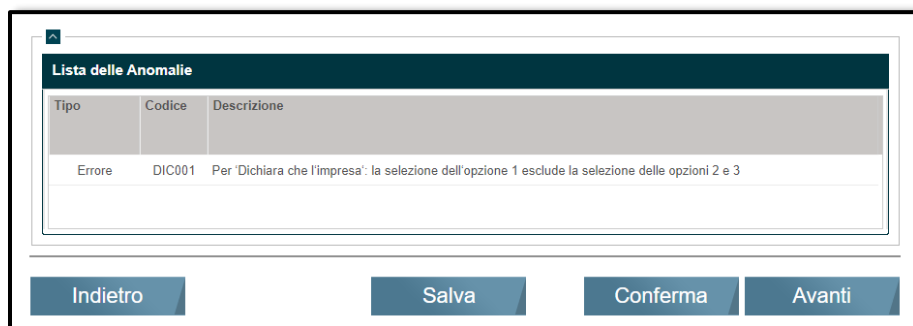 Lista delle Anomalie
Tipo Codice Descrizione
Errore DIC001 Per 'Dichiara che l'impresa': la selezione dell'opzione 1 esclude la selezione delle opzioni 2 e 3
Indietro Salva Conferma Avanti